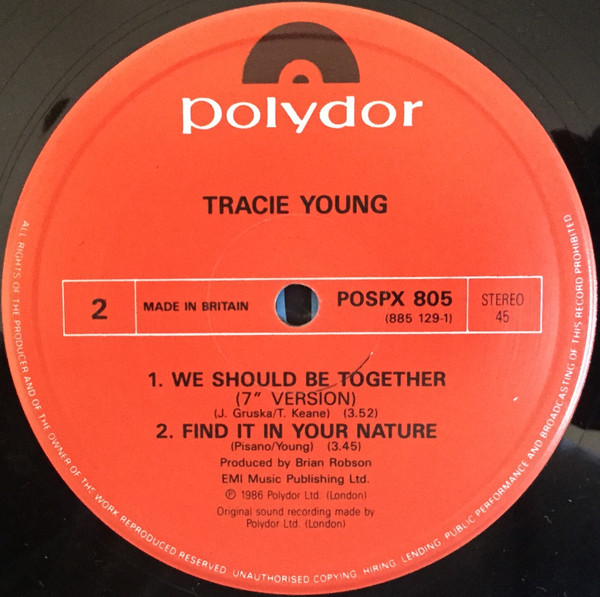 polydor
TRACIE YOUNG
2
MADE IN BRITAIN
POSPX 805
(885 129-1)
STEREO
45
1. WE SHOULD BE TOGETHER
(7" VERSION)
(J. Gruska/T. Keane) (3.52)
2. FIND IT IN YOUR NATURE
(Pisano/Young) (3.45)
Produced by Brian Robson
EMI Music Publishing Ltd.
℗ 1986 Polydor Ltd. (London)
Original sound recording made by
Polydor Ltd. (London)
ALL RIGHTS OF THE PRODUCER AND OF THE OWNER OF THE WORK REPRODUCED RESERVED. UNAUTHORISED COPYING, HIRING, LENDING, PUBLIC PERFORMANCE AND BROADCASTING OF THIS RECORD PROHIBITED